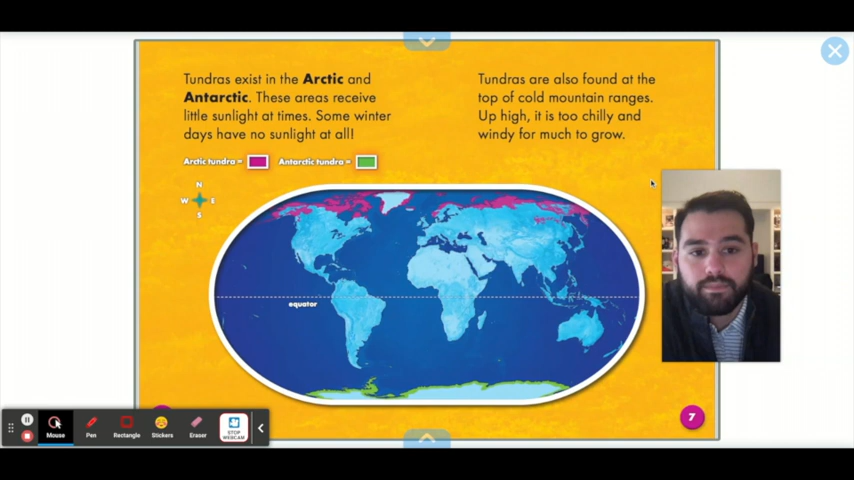 Tundras exist in the Arctic and
Antarctic. These areas receive
little sunlight at times. Some winter
days have no sunlight at all!
Tundras are also found at the
top of cold mountain ranges.
Up high, it is too chilly and
windy for much to grow.
Arctic tundra =
Antarctic tundra =
N
W E
S
equator
7
Mouse
Pen
Rectangle
Stickers
Eraser
STOP
WEBCAM